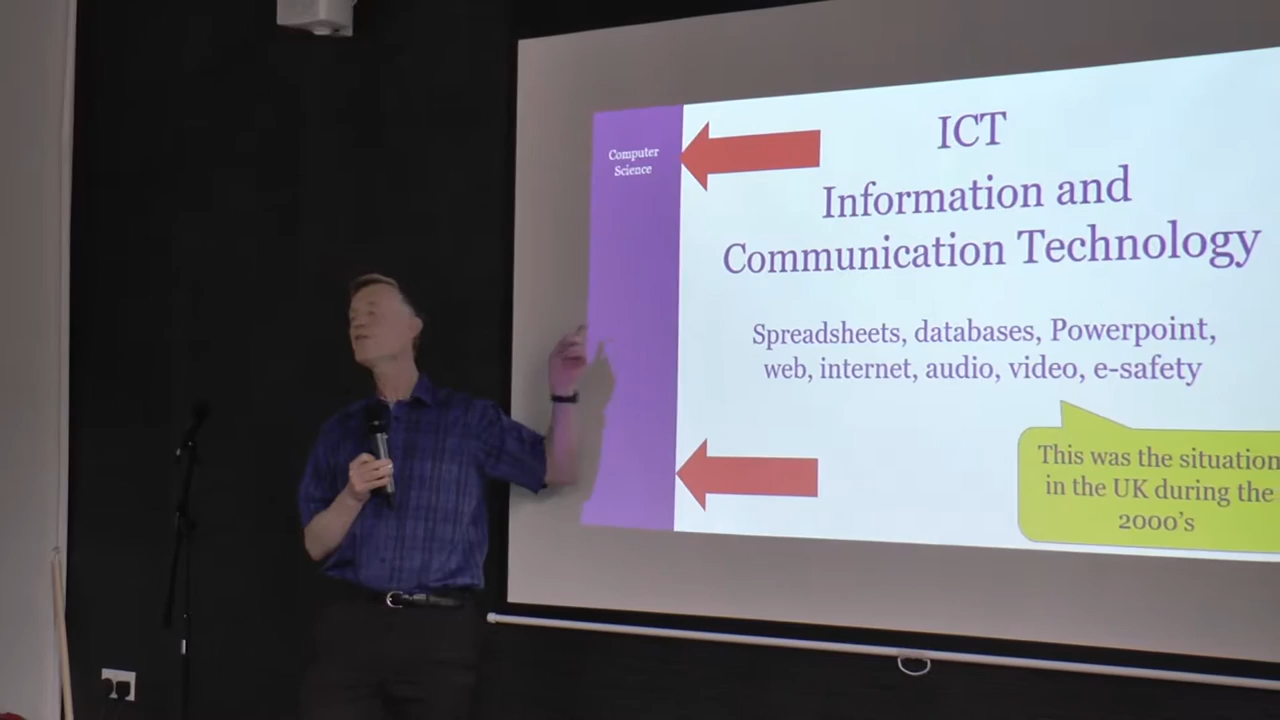 Computer
Science
ICT
Information and
Communication Technology
Spreadsheets, databases, Powerpoint,
web, internet, audio, video, e-safety
This was the situation
in the UK during the
2000's